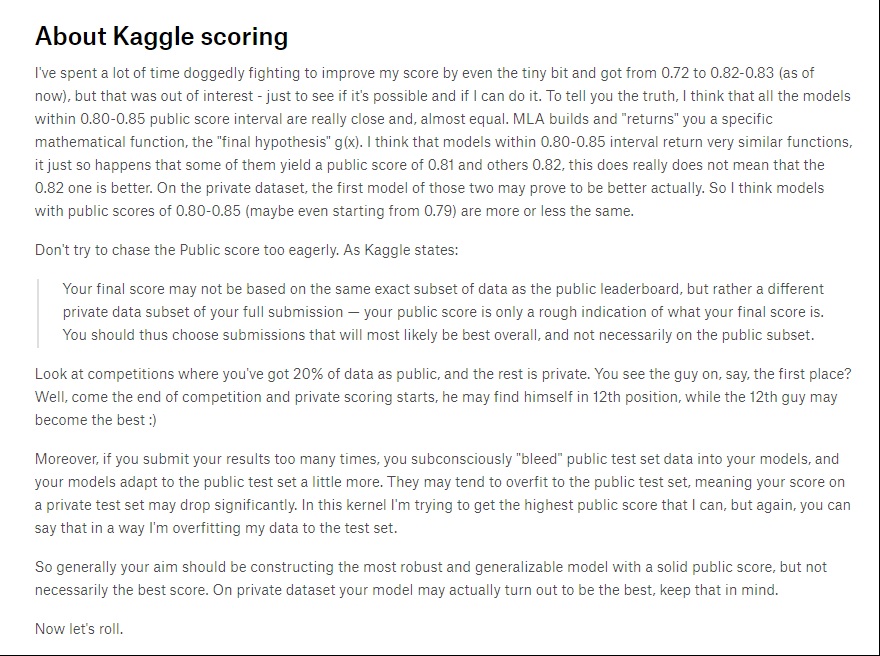 About Kaggle scoring
I've spent a lot of time doggedly fighting to improve my score by even the tiny bit and got from 0.72 to 0.82-0.83 (as of
now), but that was out of interest - just to see if it's possible and if I can do it. To tell you the truth, I think that all the models
within 0.80-0.85 public score interval are really close and, almost equal. MLA builds and "returns" you a specific
mathematical function, the "final hypothesis" g(x). I think that models within 0.80-0.85 interval return very similar functions,
it just so happens that some of them yield a public score of 0.81 and others 0.82, this does really does not mean that the
0.82 one is better. On the private dataset, the first model of those two may prove to be better actually. So I think models
with public scores of 0.80-0.85 (maybe even starting from 0.79) are more or less the same.
Don't try to chase the Public score too eagerly. As Kaggle states:
Your final score may not be based on the same exact subset of data as the public leaderboard, but rather a different
private data subset of your full submission — your public score is only a rough indication of what your final score is.
You should thus choose submissions that will most likely be best overall, and not necessarily on the public subset.
Look at competitions where you've got 20% of data as public, and the rest is private. You see the guy on, say, the first place?
Well, come the end of competition and private scoring starts, he may find himself in 12th position, while the 12th guy may
become the best :)
Moreover, if you submit your results too many times, you subconsciously "bleed" public test set data into your models, and
your models adapt to the public test set a little more. They may tend to overfit to the public test set, meaning your score on
a private test set may drop significantly. In this kernel I'm trying to get the highest public score that I can, but again, you can
say that in a way I'm overfitting my data to the test set.
So generally your aim should be constructing the most robust and generalizable model with a solid public score, but not
necessarily the best score. On private dataset your model may actually turn out to be the best, keep that in mind.
Now let's roll.